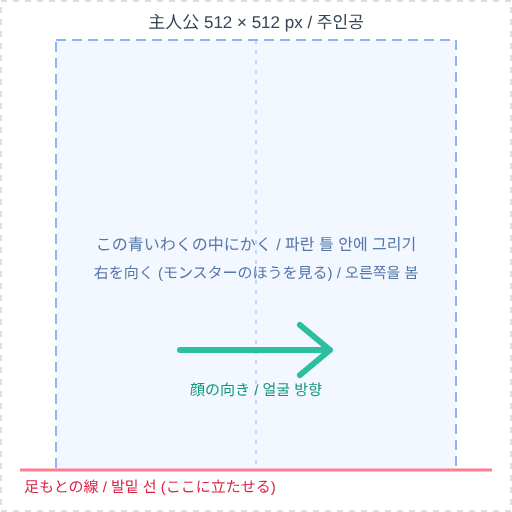 主人公 512 × 512 px / 주인공
この青いわくの中にかく / 파란 틀 안에 그리기
右を向く (モンスターのほうを見る) / 오른쪽을 봄
顔の向き / 얼굴 방향
足もとの線 / 발밑 선 (ここに立たせる)